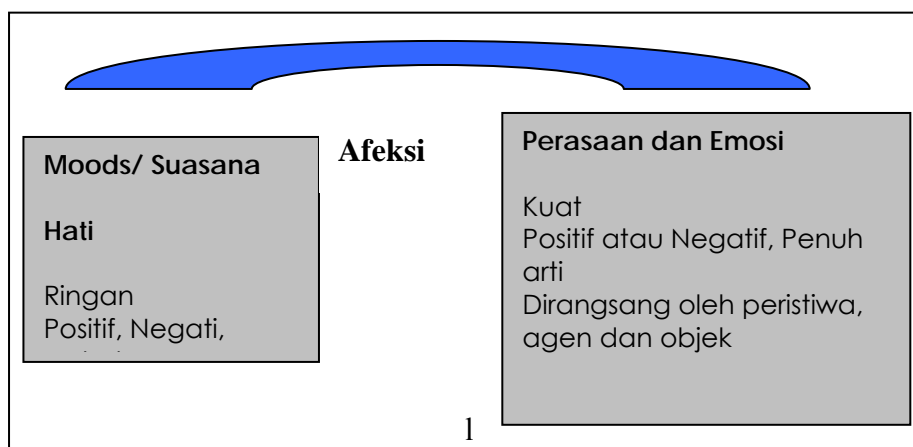 Moods/ Suasana
Hati
Ringan
Positif, Negati,
Afeksi
Perasaan dan Emosi
Kuat
Positif atau Negatif, Penuh
arti
Dirangsang oleh peristiwa,
agen dan objek
l